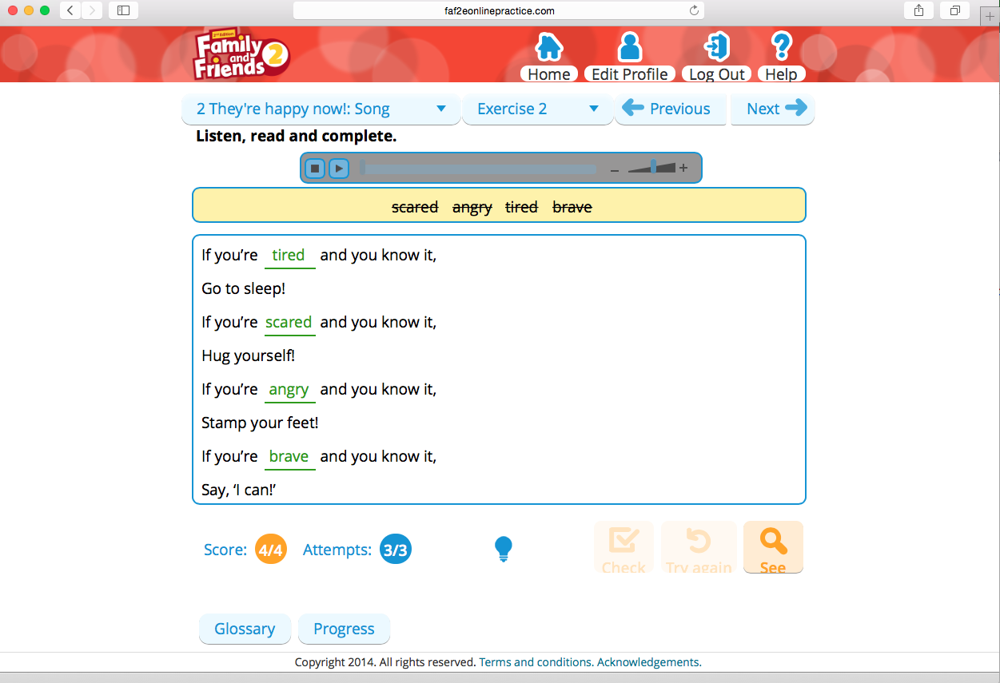 faf2eonlinepractice.com
2nd Edition
Family and Friends 2
Home Edit Profile Log Out Help
2 They're happy now!: Song Exercise 2 Previous Next
Listen, read and complete.
scared angry tired brave
If you’re tired and you know it,
Go to sleep!
If you’re scared and you know it,
Hug yourself!
If you’re angry and you know it,
Stamp your feet!
If you’re brave and you know it,
Say, ‘I can!’
Score: 4/4 Attempts: 3/3 Check Try again See
Glossary Progress
Copyright 2014. All rights reserved. Terms and conditions. Acknowledgements.